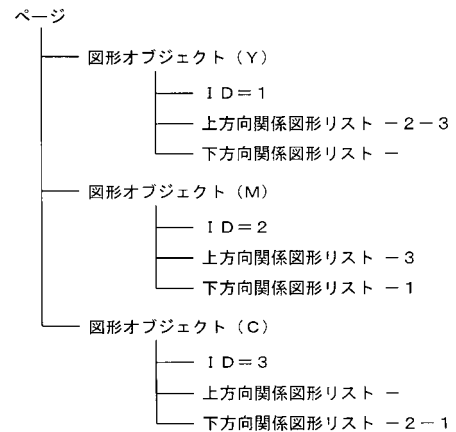 ページ
図形オブジェクト（Y）
ID＝1
上方向関係図形リスト －2－3
下方向関係図形リスト －
図形オブジェクト（M）
ID＝2
上方向関係図形リスト －3
下方向関係図形リスト －1
図形オブジェクト（C）
ID＝3
上方向関係図形リスト －
下方向関係図形リスト －2－1